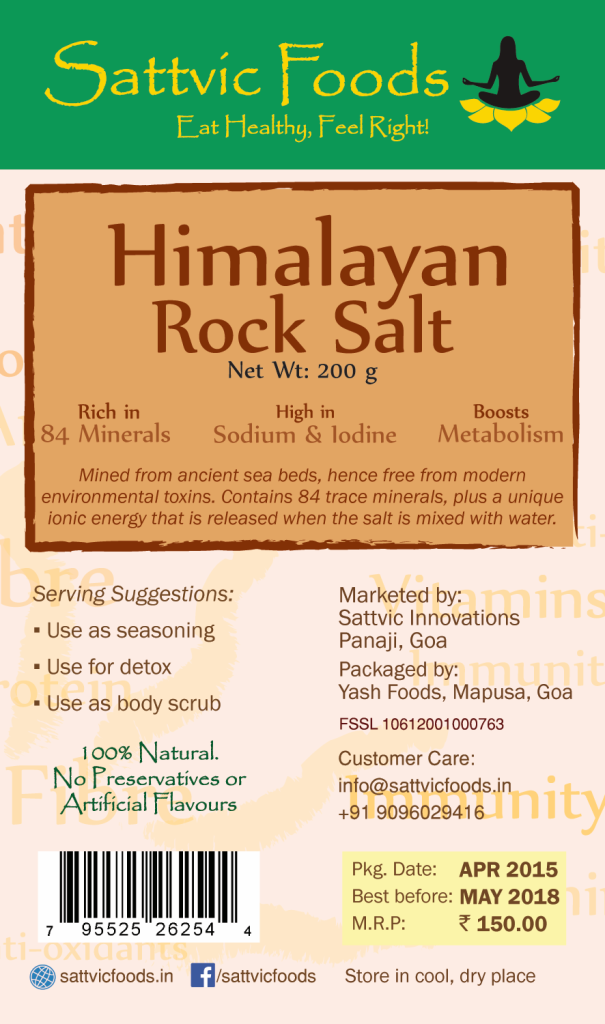 Sattvic Foods
Eat Healthy, Feel Right!
Himalayan
Rock Salt
Net Wt: 200 g
Rich in
84 Minerals
High in
Sodium & Iodine
Boosts
Metabolism
Mined from ancient sea beds, hence free from modern
environmental toxins. Contains 84 trace minerals, plus a unique
ionic energy that is released when the salt is mixed with water.
Serving Suggestions:
▪ Use as seasoning
▪ Use for detox
▪ Use as body scrub
100% Natural.
No Preservatives or
Artificial Flavours
Marketed by:
Sattvic Innovations
Panaji, Goa
Packaged by:
Yash Foods, Mapusa, Goa
FSSL 10612001000763
Customer Care:
info@sattvicfoods.in
+91 9096029416
7 95525 26254 4
Pkg. Date: APR 2015
Best before: MAY 2018
M.R.P: ₹ 150.00
sattvicfoods.in
/sattvicfoods
Store in cool, dry place
Vitamins
Fibre
Immunity